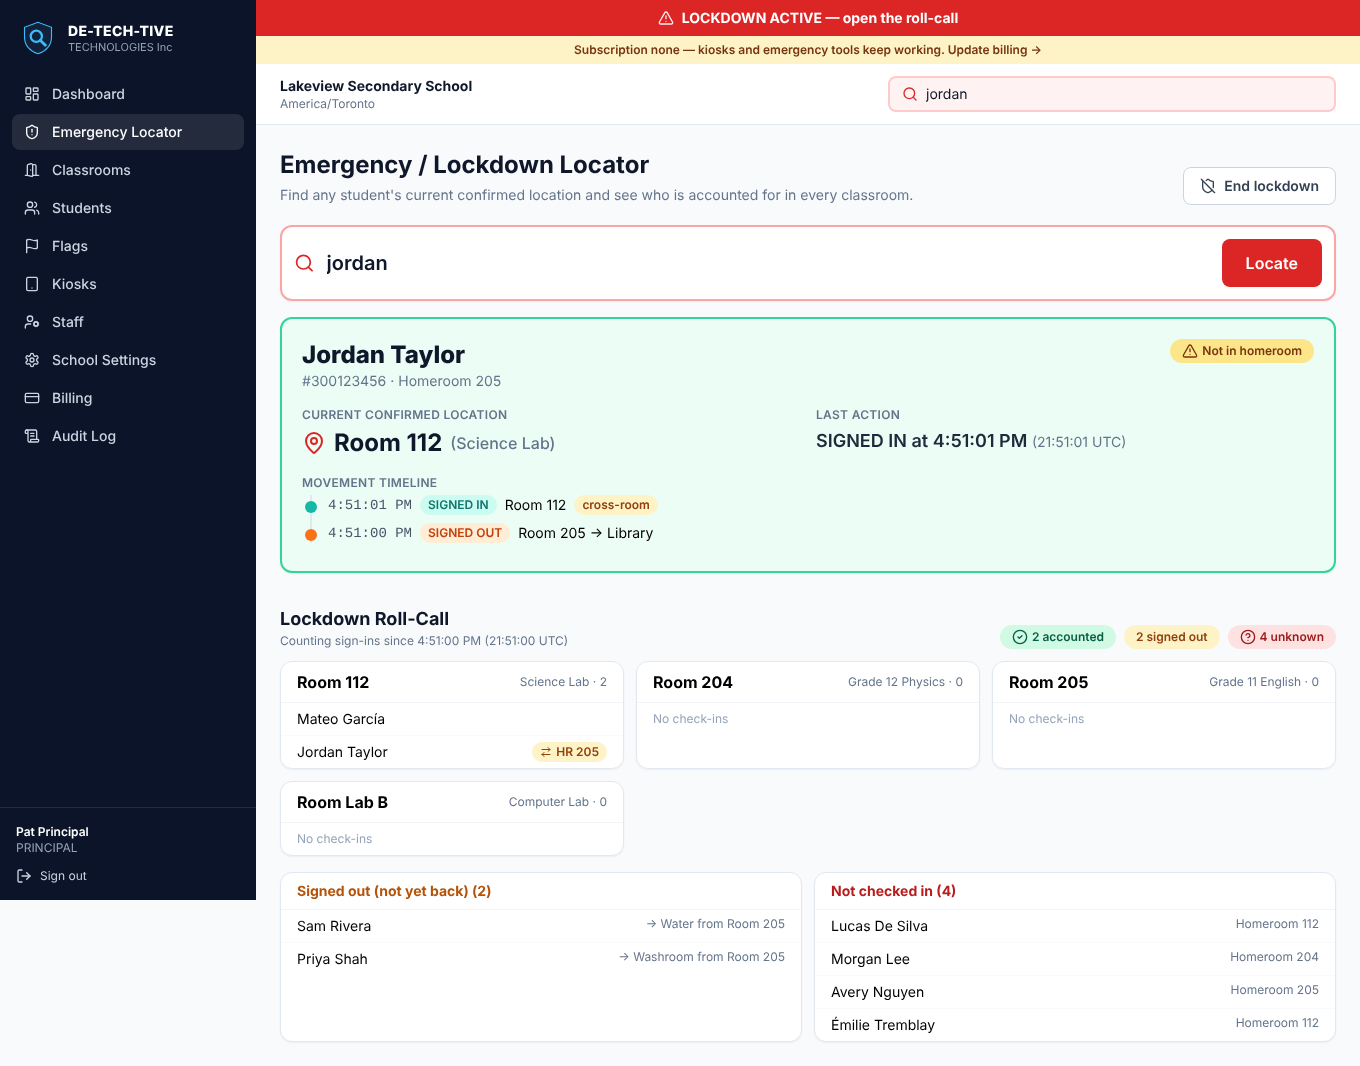 DE-TECH-TIVE
TECHNOLOGIES Inc
Dashboard
Emergency Locator
Classrooms
Students
Flags
Kiosks
Staff
School Settings
Billing
Audit Log
Pat Principal
PRINCIPAL
Sign out
LOCKDOWN ACTIVE — open the roll-call
Subscription none — kiosks and emergency tools keep working. Update billing →
Lakeview Secondary School
America/Toronto
jordan
Emergency / Lockdown Locator
Find any student's current confirmed location and see who is accounted for in every classroom.
End lockdown
jordan
Locate
Jordan Taylor
Not in homeroom
#300123456 · Homeroom 205
CURRENT CONFIRMED LOCATION
Room 112 (Science Lab)
LAST ACTION
SIGNED IN at 4:51:01 PM (21:51:01 UTC)
MOVEMENT TIMELINE
4:51:01 PM SIGNED IN Room 112 cross-room
4:51:00 PM SIGNED OUT Room 205 → Library
Lockdown Roll-Call
Counting sign-ins since 4:51:00 PM (21:51:00 UTC)
2 accounted
2 signed out
4 unknown
Room 112 Science Lab · 2
Mateo García
Jordan Taylor HR 205
Room 204 Grade 12 Physics · 0
No check-ins
Room 205 Grade 11 English · 0
No check-ins
Room Lab B Computer Lab · 0
No check-ins
Signed out (not yet back) (2)
Sam Rivera → Water from Room 205
Priya Shah → Washroom from Room 205
Not checked in (4)
Lucas De Silva Homeroom 112
Morgan Lee Homeroom 204
Avery Nguyen Homeroom 205
Émilie Tremblay Homeroom 112